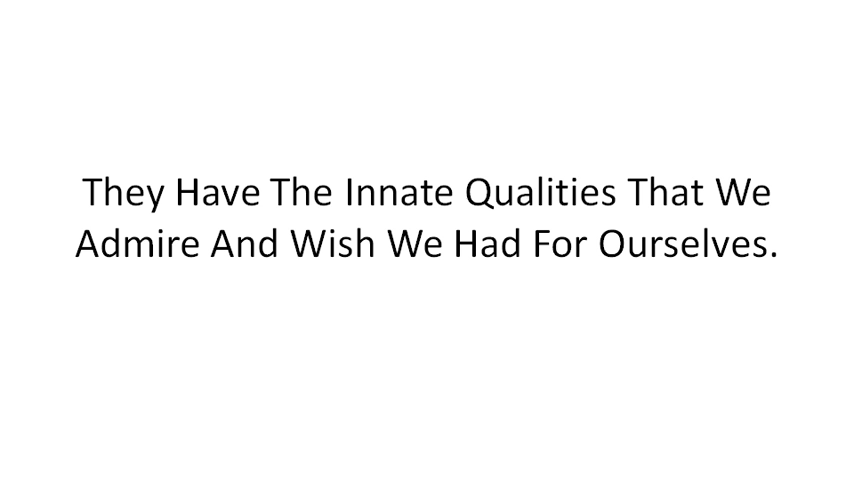 They Have The Innate Qualities That We
Admire And Wish We Had For Ourselves.